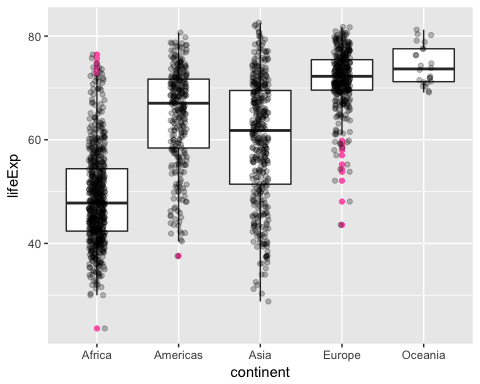 80
60
40
lifeExp
Africa Americas Asia Europe Oceania
continent